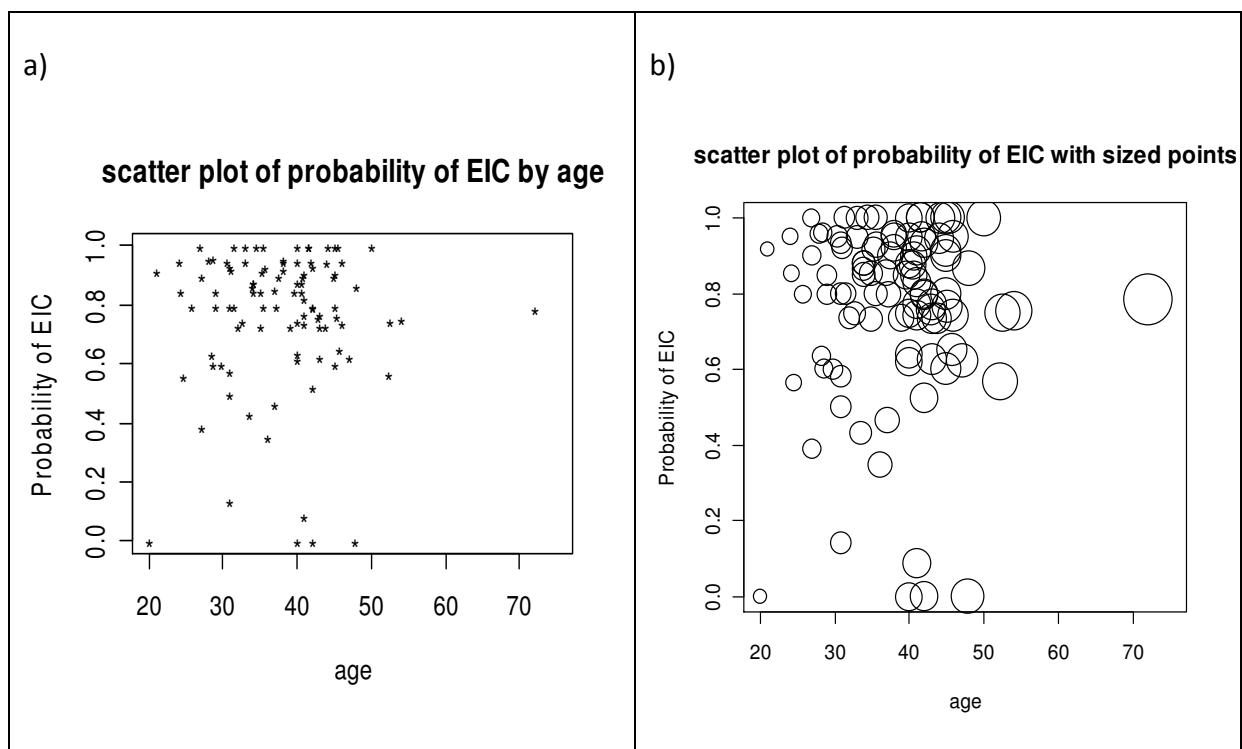 a)
scatter plot of probability of EIC by age
Probability of EIC
1.0
0.8
0.6
0.4
0.2
0.0
20 30 40 50 60 70
age
b)
scatter plot of probability of EIC with sized points
Probability of EIC
1.0
0.8
0.6
0.4
0.2
0.0
20 30 40 50 60 70
age